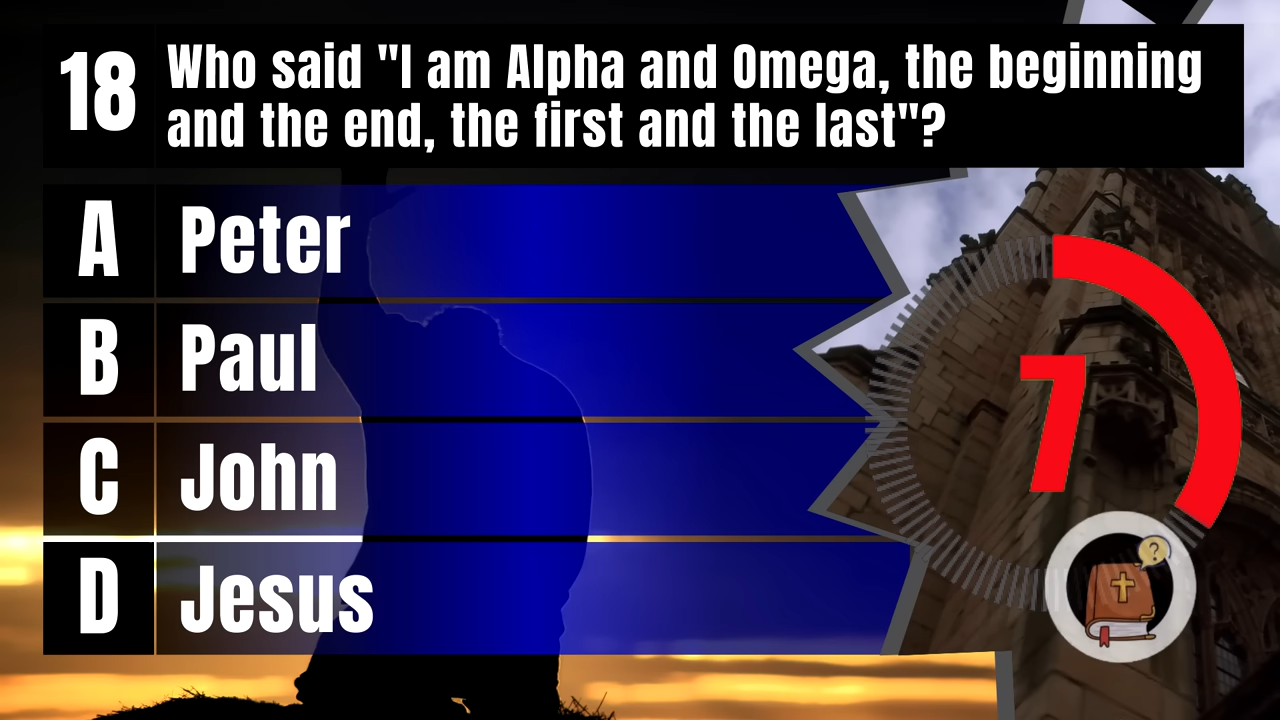 18
Who said "I am Alpha and Omega, the beginning
and the end, the first and the last"?
A Peter
B Paul
C John
D Jesus
7
?